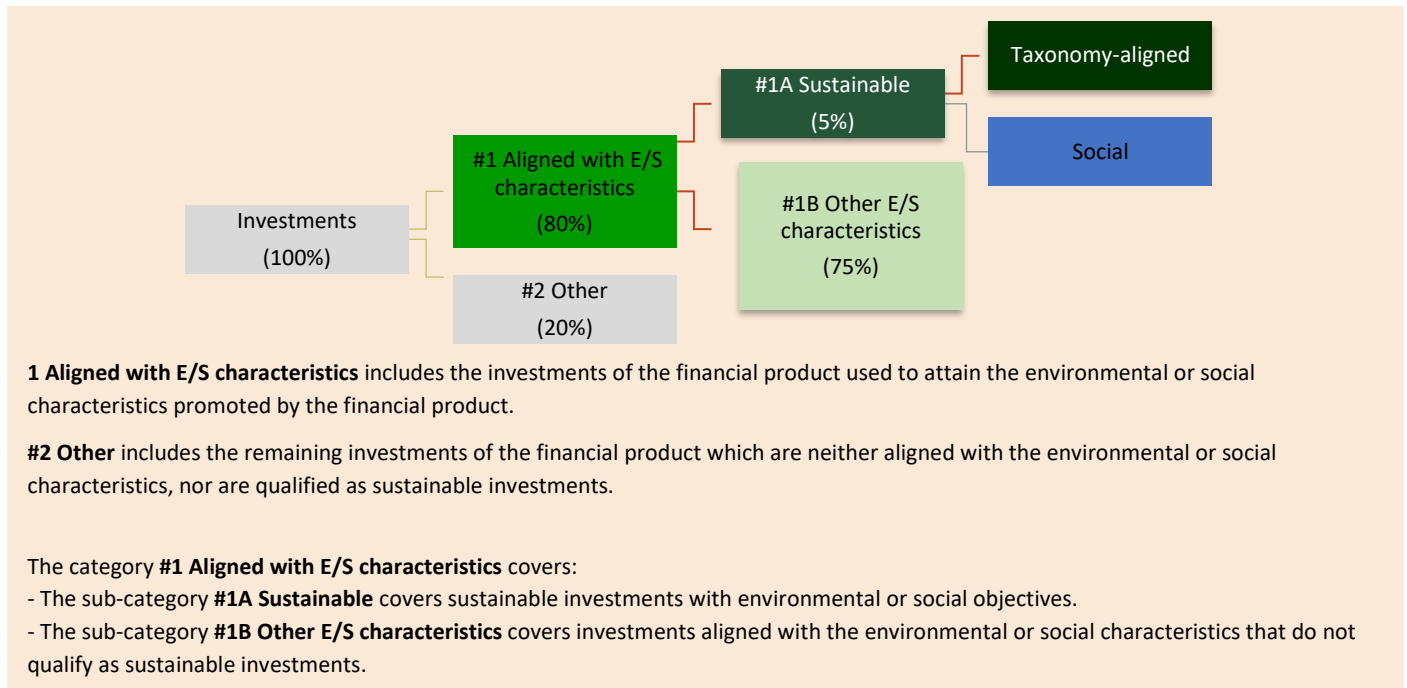 Taxonomy-aligned
#1A Sustainable
(5%)
Social
#1 Aligned with E/S
characteristics
(80%)
#1B Other E/S
characteristics
(75%)
Investments
(100%)
#2 Other
(20%)
1 Aligned with E/S characteristics includes the investments of the financial product used to attain the environmental or social
characteristics promoted by the financial product.
#2 Other includes the remaining investments of the financial product which are neither aligned with the environmental or social
characteristics, nor are qualified as sustainable investments.
The category #1 Aligned with E/S characteristics covers:
- The sub-category #1A Sustainable covers sustainable investments with environmental or social objectives.
- The sub-category #1B Other E/S characteristics covers investments aligned with the environmental or social characteristics that do not
qualify as sustainable investments.